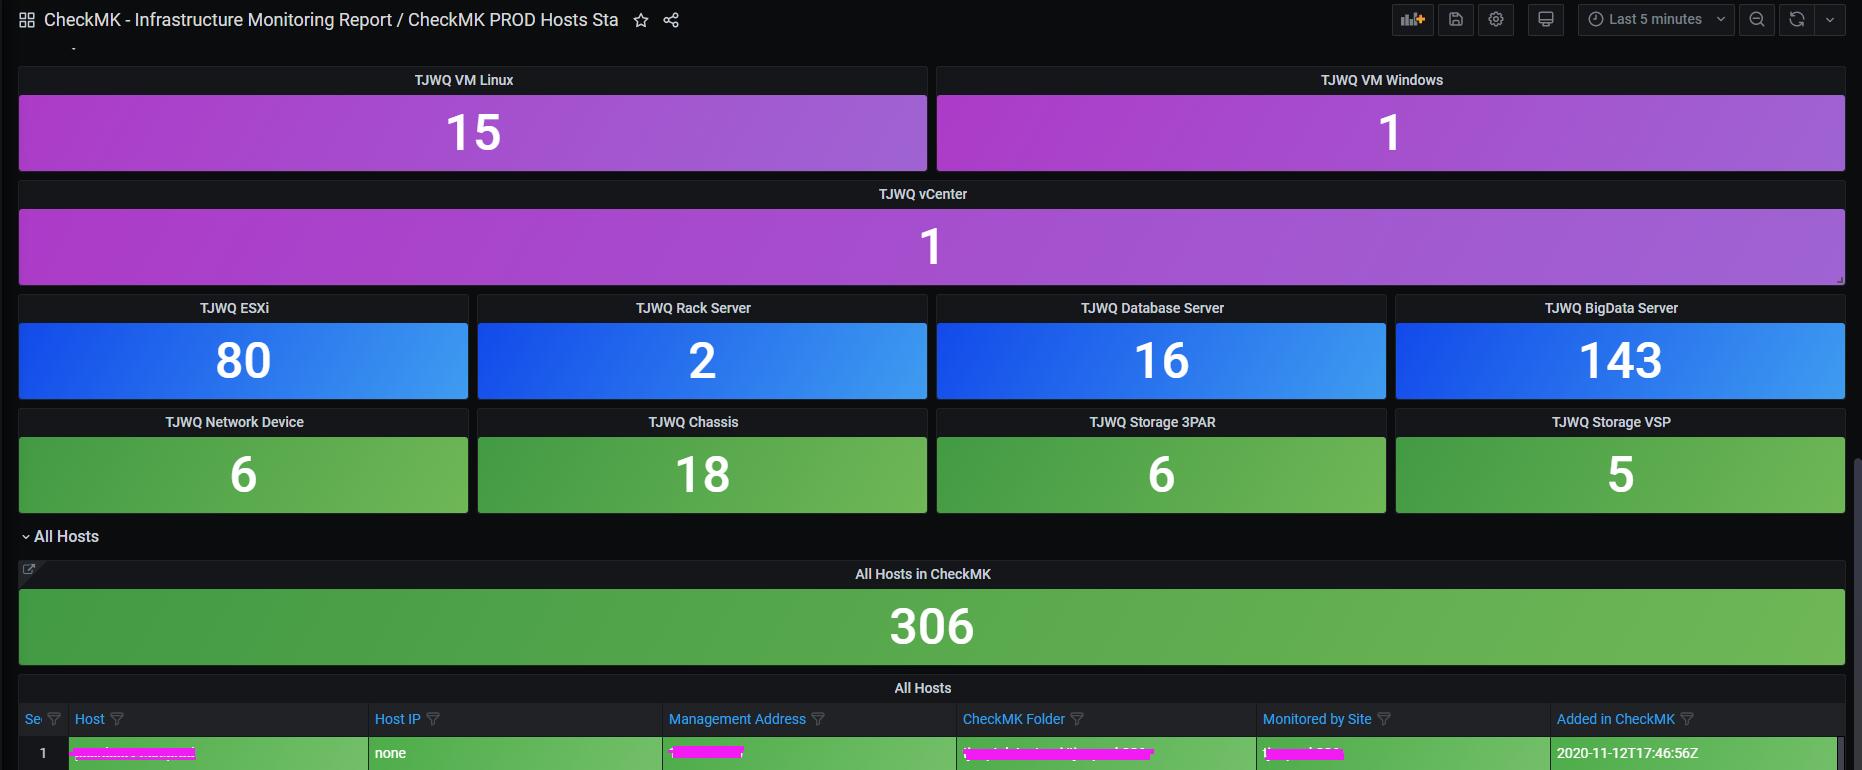 CheckMK - Infrastructure Monitoring Report / CheckMK PROD Hosts Sta
Last 5 minutes
TJWQ VM Linux
15
TJWQ VM Windows
1
TJWQ vCenter
1
TJWQ ESXi
80
TJWQ Rack Server
2
TJWQ Database Server
16
TJWQ BigData Server
143
TJWQ Network Device
6
TJWQ Chassis
18
TJWQ Storage 3PAR
6
TJWQ Storage VSP
5
All Hosts
All Hosts in CheckMK
306
All Hosts
Se Host Host IP Management Address CheckMK Folder Monitored by Site Added in CheckMK
1 none 2020-11-12T17:46:56Z